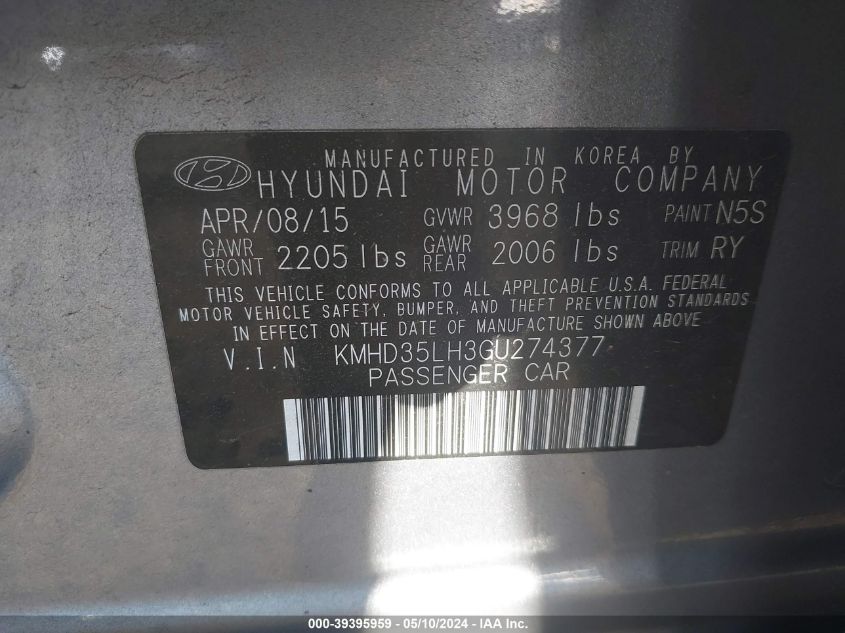 MANUFACTURED IN KOREA BY
HYUNDAI MOTOR COMPANY
APR/08/15 GVWR 3968 lbs PAINT N5S
GAWR FRONT 2205 lbs GAWR REAR 2006 lbs TRIM RY
THIS VEHICLE CONFORMS TO ALL APPLICABLE U.S.A. FEDERAL
MOTOR VEHICLE SAFETY, BUMPER, AND THEFT PREVENTION STANDARDS
IN EFFECT ON THE DATE OF MANUFACTURE SHOWN ABOVE
V.I.N KMHD35LH3GU274377
PASSENGER CAR
000-39395959 - 05/10/2024 - IAAI Inc.